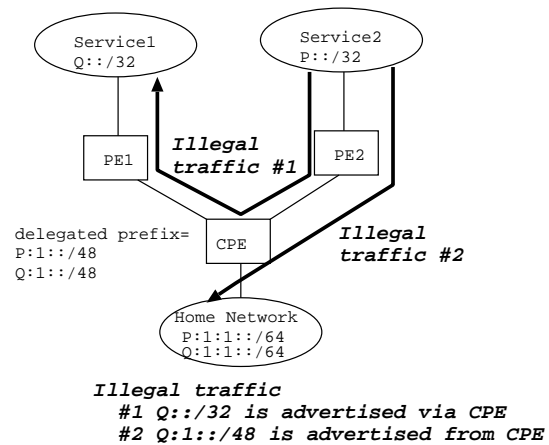 Service1
Q::/32
Service2
P::/32
Illegal
traffic #1
PE1
PE2
delegated prefix=
P:1::/48
Q:1::/48
CPE
Illegal
traffic #2
Home Network
P:1:1::/64
Q:1:1::/64
Illegal traffic
#1 Q::/32 is advertised via CPE
#2 Q:1::/48 is advertised from CPE